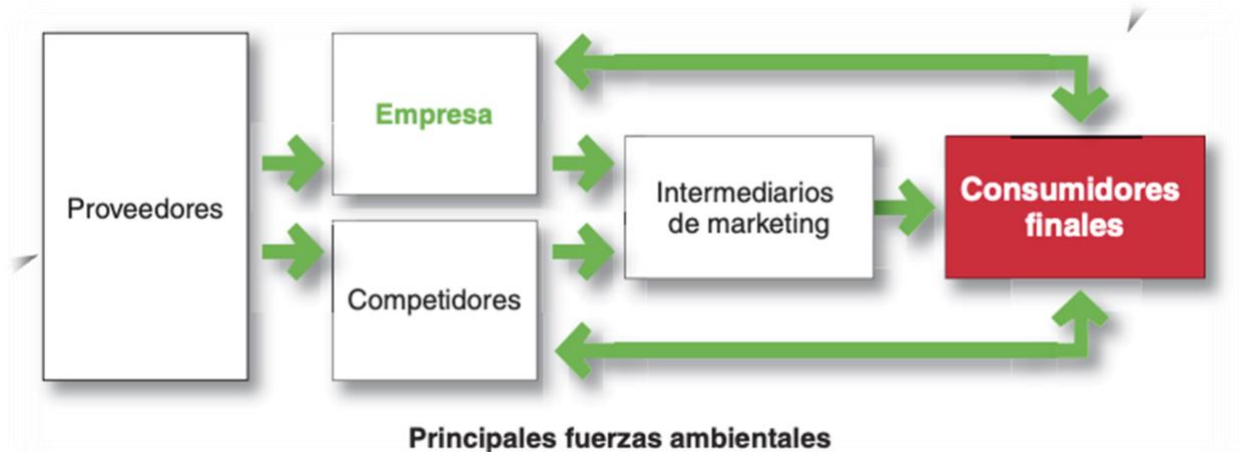 Proveedores
Empresa
Competidores
Intermediarios
de marketing
Consumidores
finales
Principales fuerzas ambientales